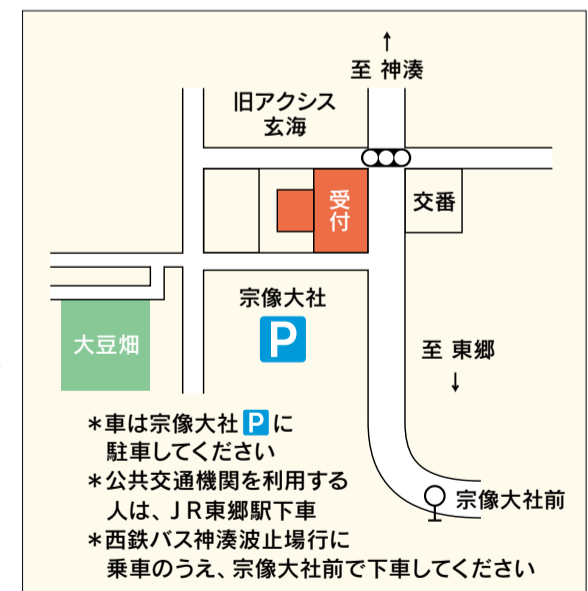 ↑
至 神湊
旧アクシス
玄海
受付
交番
宗像大社
P
大豆畑
至 東郷
↓
＊車は宗像大社Pに
駐車してください
＊公共交通機関を利用する
人は、JR東郷駅下車
宗像大社前
＊西鉄バス神湊波止場行に
乗車のうえ、宗像大社前で下車してください